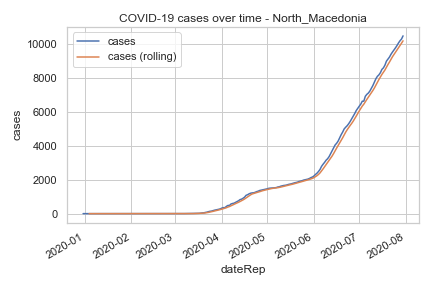 COVID-19 cases over time - North_Macedonia
cases
cases (rolling)
10000
8000
6000
4000
2000
0
cases
2020-01
2020-02
2020-03
2020-04
2020-05
2020-06
2020-07
2020-08
dateRep